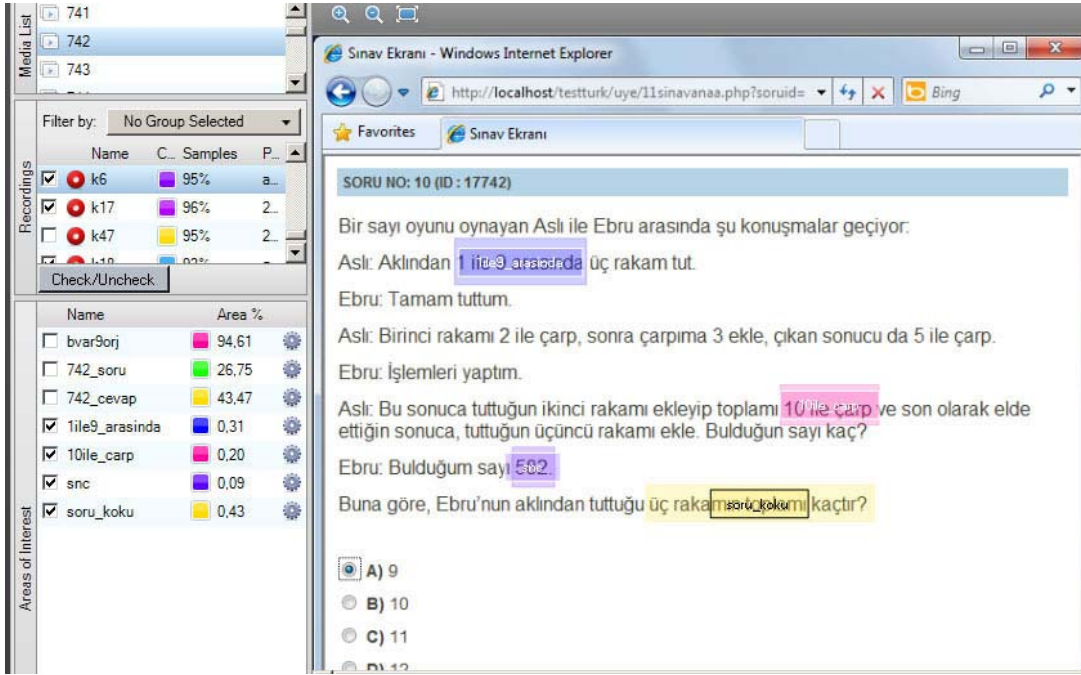 Media List
741
742
743
Recordings
Filter by: No Group Selected
Name C... Samples P...
k6 95% a...
k17 96% 2...
k47 95% 2...
Check/Uncheck
Areas of Interest
Name Area %
bvar9orj 94,61
742_soru 26,75
742_cevap 43,47
1ile9_arasinda 0,31
10ile_carp 0,20
snc 0,09
soru_koku 0,43
Sınav Ekranı - Windows Internet Explorer
http://localhost/testturk/uye/11sinavanaa.php?soruid= Bing
Favorites Sınav Ekranı
SORU NO: 10 (ID : 17742)
Bir sayı oyunu oynayan Aslı ile Ebru arasında şu konuşmalar geçiyor:
Aslı: Aklından 1 ile 9 arasında üç rakam tut.
1ile9_arasinda
Ebru: Tamam tuttum.
Aslı: Birinci rakamı 2 ile çarp, sonra çarpıma 3 ekle, çıkan sonucu da 5 ile çarp.
Ebru: İşlemleri yaptım.
Aslı: Bu sonuca tuttuğun ikinci rakamı ekleyip toplamı 10 ile çarp ve son olarak elde
10ile_carp
ettiğin sonuca, tuttuğun üçüncü rakamı ekle. Bulduğun sayı kaç?
Ebru: Bulduğum sayı 582.
snc
Buna göre, Ebru'nun aklından tuttuğu üç rakamın toplamı kaçtır?
soru_koku
A) 9
B) 10
C) 11
D) 12